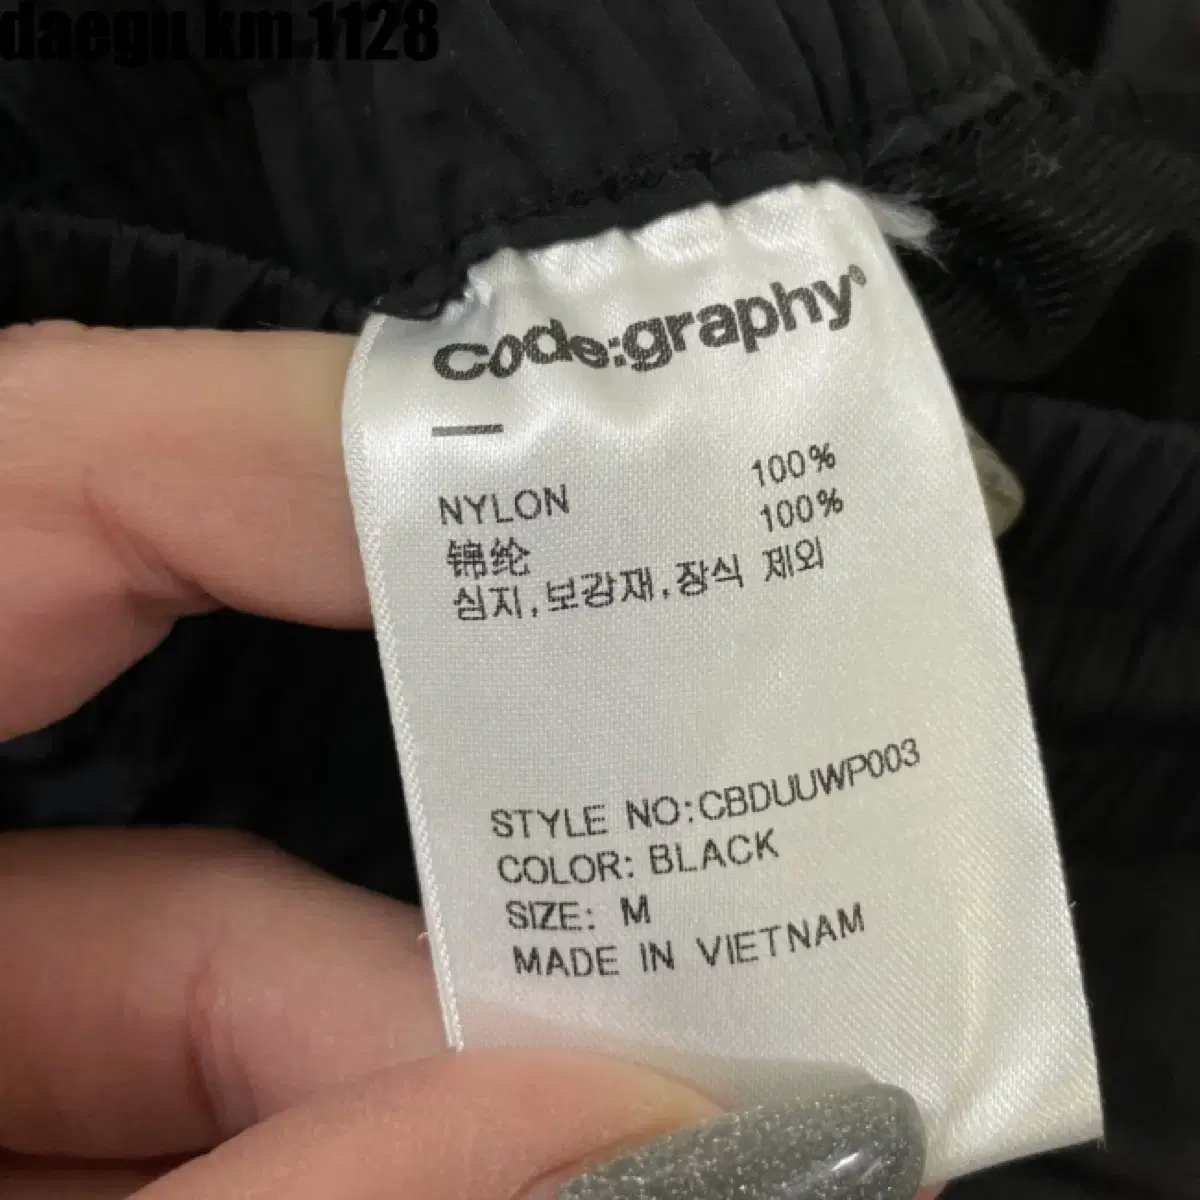 daegu km 1128
code:graphy®
NYLON 100%
锦纶 100%
심지,보강재,장식 제외
STYLE NO:CBDUUWP003
COLOR: BLACK
SIZE: M
MADE IN VIETNAM